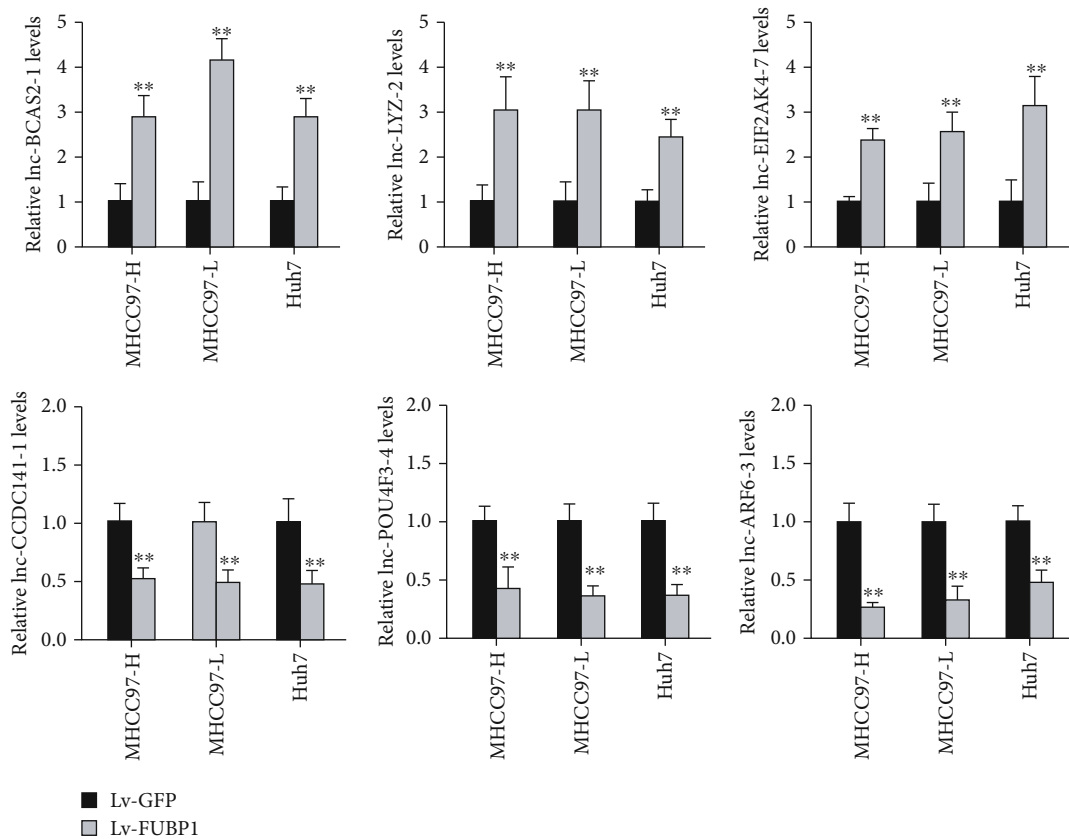 Relative lnc-BCAS2-1 levels
5
4
3
2
1
0
**
**
**
MHCC97-H
MHCC97-L
Huh7
Relative lnc-LYZ-2 levels
5
4
3
2
1
0
**
**
**
MHCC97-H
MHCC97-L
Huh7
Relative lnc-EIF2AK4-7 levels
5
4
3
2
1
0
**
**
**
MHCC97-H
MHCC97-L
Huh7
Relative lnc-CCDC141-1 levels
2.0
1.5
1.0
0.5
0.0
**
**
**
MHCC97-H
MHCC97-L
Huh7
Relative lnc-POU4F3-4 levels
2.0
1.5
1.0
0.5
0.0
**
**
**
MHCC97-H
MHCC97-L
Huh7
Relative lnc-ARF6-3 levels
2.0
1.5
1.0
0.5
0.0
**
**
**
MHCC97-H
MHCC97-L
Huh7
Lv-GFP
Lv-FUBP1